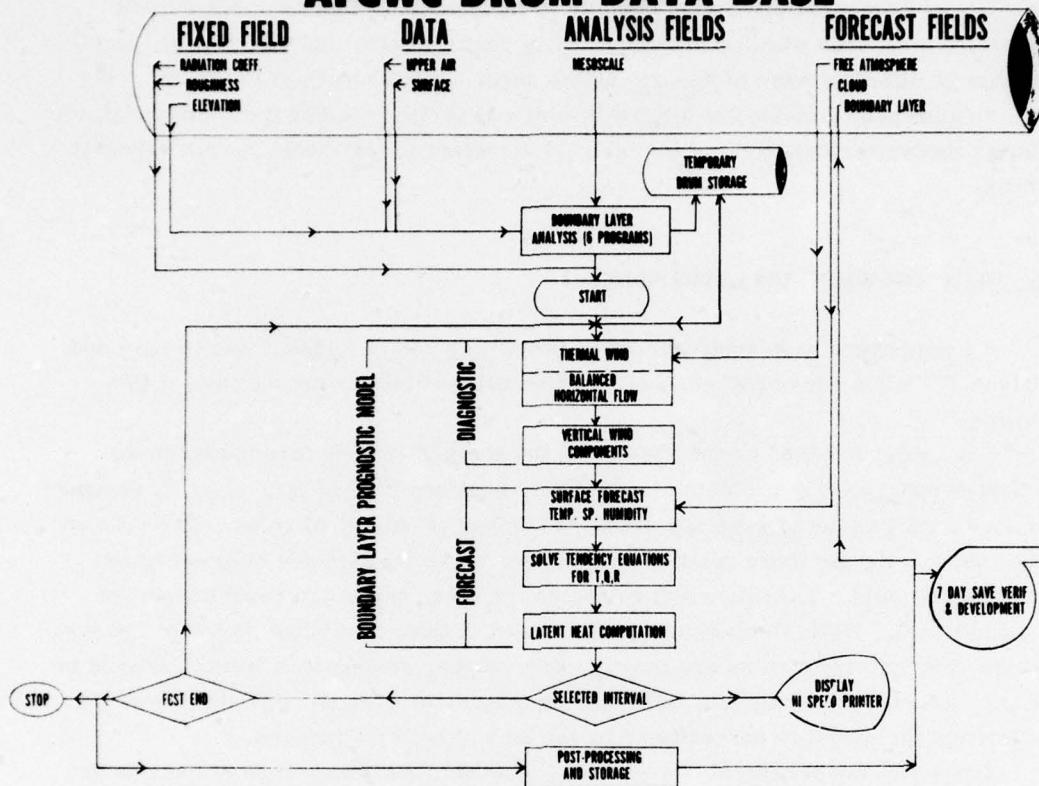 AFGWC DRUM DATA BASE
FIXED FIELD
RADIATION COEFF.
ROUGHNESS
ELEVATION
DATA
UPPER AIR
SURFACE
ANALYSIS FIELDS
MESOSCALE
FORECAST FIELDS
FREE ATMOSPHERE
CLOUD
BOUNDARY LAYER
TEMPORARY
DRUM STORAGE
BOUNDARY LAYER
ANALYSIS (6 PROGRAMS)
START
BOUNDARY LAYER PROGNOSTIC MODEL
DIAGNOSTIC
FORECAST
THERMAL WIND
BALANCED
HORIZONTAL FLOW
VERTICAL WIND
COMPONENTS
SURFACE FORECAST
TEMP. SP. HUMIDITY
SOLVE TENDENCY EQUATIONS
FOR T,Q,R
LATENT HEAT COMPUTATION
7 DAY SAVE VERIF
& DEVELOPMENT
STOP
FCST END
SELECTED INTERVAL
DISPLAY
HI SPEED PRINTER
POST-PROCESSING
AND STORAGE